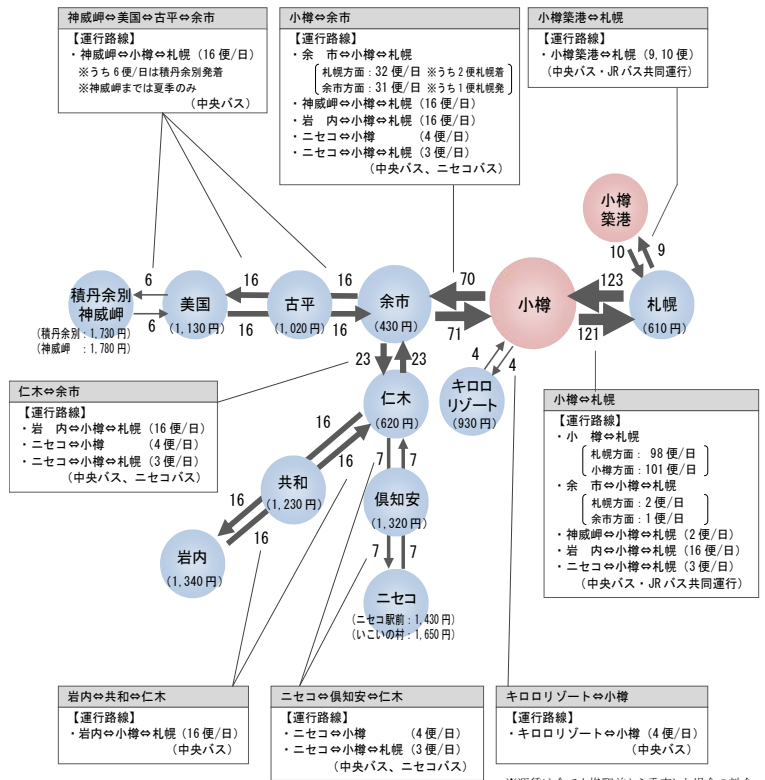 神威岬⇔美国⇔古平⇔余市
【運行路線】
・神威岬⇔小樽⇔札幌（16便/日）
※うち6便/日は積丹余別発着
※神威岬までは夏季のみ
（中央バス）
小樽⇔余市
【運行路線】
・余　市⇔小樽⇔札幌
札幌方面：32便/日 ※うち2便札幌着
余市方面：31便/日 ※うち1便札幌発
・神威岬⇔小樽⇔札幌（16便/日）
・岩　内⇔小樽⇔札幌（16便/日）
・ニセコ⇔小樽　　　（4便/日）
・ニセコ⇔小樽⇔札幌（3便/日）
（中央バス、ニセコバス）
小樽築港⇔札幌
【運行路線】
・小樽築港⇔札幌（9,10便）
（中央バス・JRバス共同運行）
小樽
築港
10
9
6
16
16
70
123
積丹余別
神威岬
（積丹余別：1,730円）
（神威岬　：1,780円）
美国
（1,130円）
古平
（1,020円）
余市
（430円）
小樽
札幌
（610円）
6
16
16
71
121
23
23
4
4
キロロ
リゾート
（930円）
仁木
（620円）
仁木⇔余市
【運行路線】
・岩　内⇔小樽⇔札幌（16便/日）
・ニセコ⇔小樽　　　（4便/日）
・ニセコ⇔小樽⇔札幌（3便/日）
（中央バス、ニセコバス）
16
16
7
7
共和
（1,230円）
倶知安
（1,320円）
16
16
7
7
岩内
（1,340円）
ニセコ
（ニセコ駅前：1,430円）
（いこいの村：1,650円）
小樽⇔札幌
【運行路線】
・小　樽⇔札幌
札幌方面： 98便/日
小樽方面：101便/日
・余　市⇔小樽⇔札幌
札幌方面：2便/日
余市方面：1便/日
・神威岬⇔小樽⇔札幌（2便/日）
・岩　内⇔小樽⇔札幌（16便/日）
・ニセコ⇔小樽⇔札幌（3便/日）
（中央バス・JRバス共同運行）
岩内⇔共和⇔仁木
【運行路線】
・岩内⇔小樽⇔札幌（16便/日）
（中央バス）
ニセコ⇔倶知安⇔仁木
【運行路線】
・ニセコ⇔小樽　　　（4便/日）
・ニセコ⇔小樽⇔札幌（3便/日）
（中央バス、ニセコバス）
キロロリゾート⇔小樽
【運行路線】
・キロロリゾート⇔小樽（4便/日）
（中央バス）